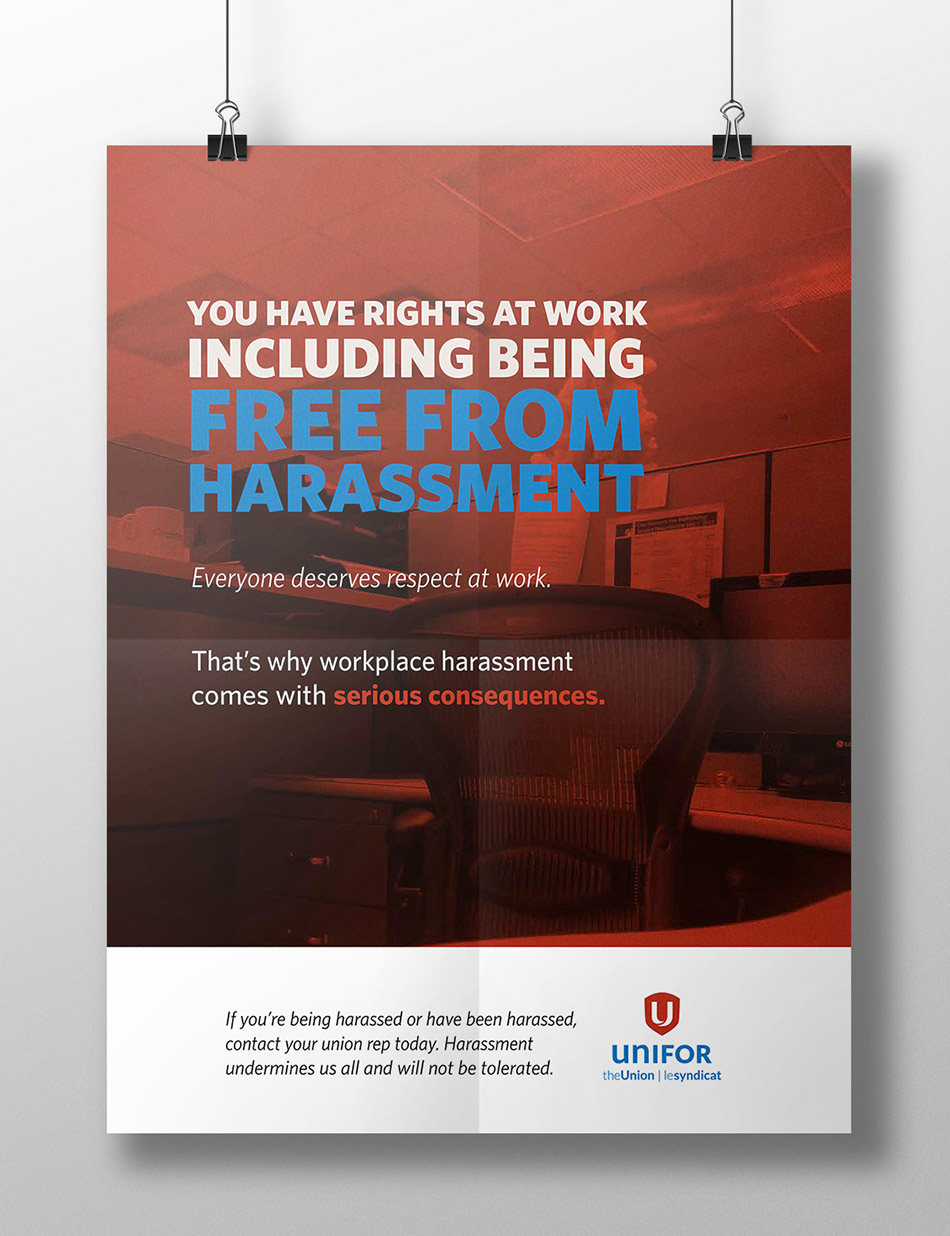 YOU HAVE RIGHTS AT WORK
INCLUDING BEING
FREE FROM
HARASSMENT
Everyone deserves respect at work.
That's why workplace harassment
comes with serious consequences.
If you're being harassed or have been harassed,
contact your union rep today. Harassment
undermines us all and will not be tolerated.
U
UNIFOR
theUnion | lesyndicat